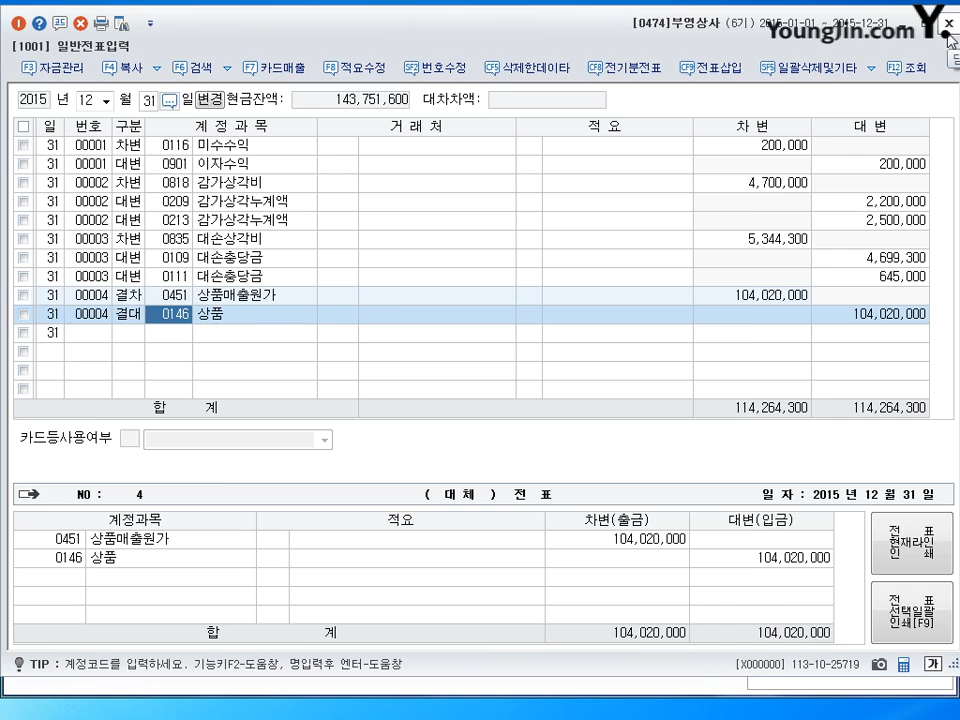 [0474]부영상사 (6기) 2015-01-01 ~ 2015-12-31
YoungJin.com Y.
[1001] 일반전표입력
F3 자금관리 F4 복사 F6 검색 F7 카드매출 F8 적요수정 SF2 번호수정 CF5 삭제한데이타 CF8 전기분전표 CF9 전표삽입 SF5 일괄삭제및기타 F12 조회
2015 년 12 월 31 일 변경 현금잔액: 143,751,600 대차차액:
일 번호 구분 계 정 과 목 거 래 처 적 요 차 변 대 변
31 00001 차변 0116 미수수익 200,000
31 00001 대변 0901 이자수익 200,000
31 00002 차변 0818 감가상각비 4,700,000
31 00002 대변 0209 감가상각누계액 2,200,000
31 00002 대변 0213 감가상각누계액 2,500,000
31 00003 차변 0835 대손상각비 5,344,300
31 00003 대변 0109 대손충당금 4,699,300
31 00003 대변 0111 대손충당금 645,000
31 00004 결차 0451 상품매출원가 104,020,000
31 00004 결대 0146 상품 104,020,000
31
합 계 114,264,300 114,264,300
카드등사용여부
NO : 4 ( 대 체 ) 전 표 일 자 : 2015 년 12 월 31 일
계정과목 적요 차변(출금) 대변(입금)
0451 상품매출원가 104,020,000
0146 상품 104,020,000
합 계 104,020,000 104,020,000
전 표
현재라인
인 쇄
전 표
선택일괄
인쇄[F9]
TIP : 계정코드를 입력하세요. 기능키F2-도움창, 명입력후 엔터-도움창 [X000000] 113-10-25719 가